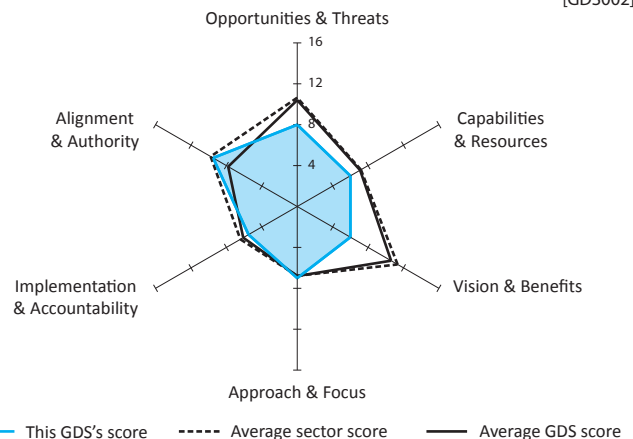 [GDS002]
Opportunities & Threats
16
12
8
4
Alignment
& Authority
Capabilities
& Resources
Implementation
& Accountability
Vision & Benefits
Approach & Focus
This GDS's score
Average sector score
Average GDS score